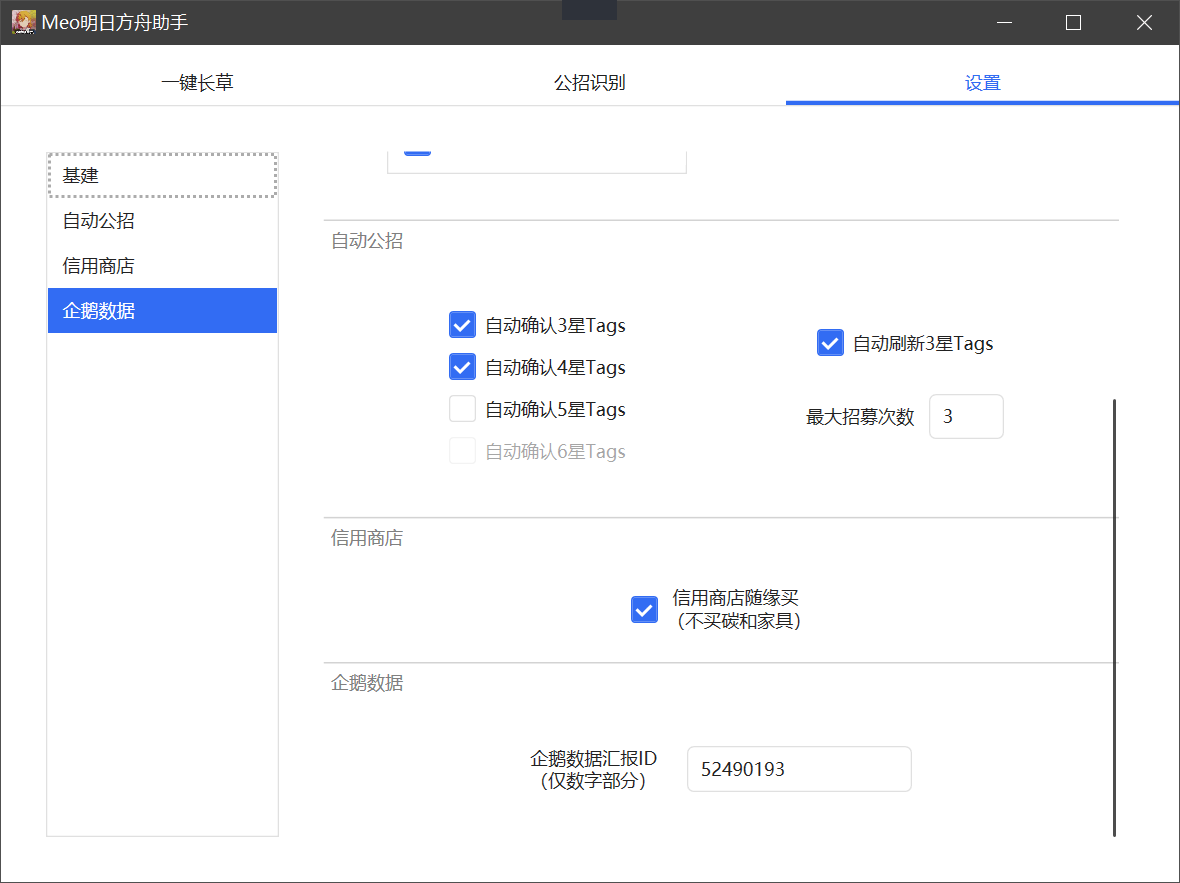 Meo明日方舟助手
一键长草
公招识别
设置
基建
自动公招
信用商店
企鹅数据
自动公招
自动确认3星Tags
自动确认4星Tags
自动确认5星Tags
自动确认6星Tags
自动刷新3星Tags
最大招募次数
3
信用商店
信用商店随缘买
（不买碳和家具）
企鹅数据
企鹅数据汇报ID
（仅数字部分）
52490193